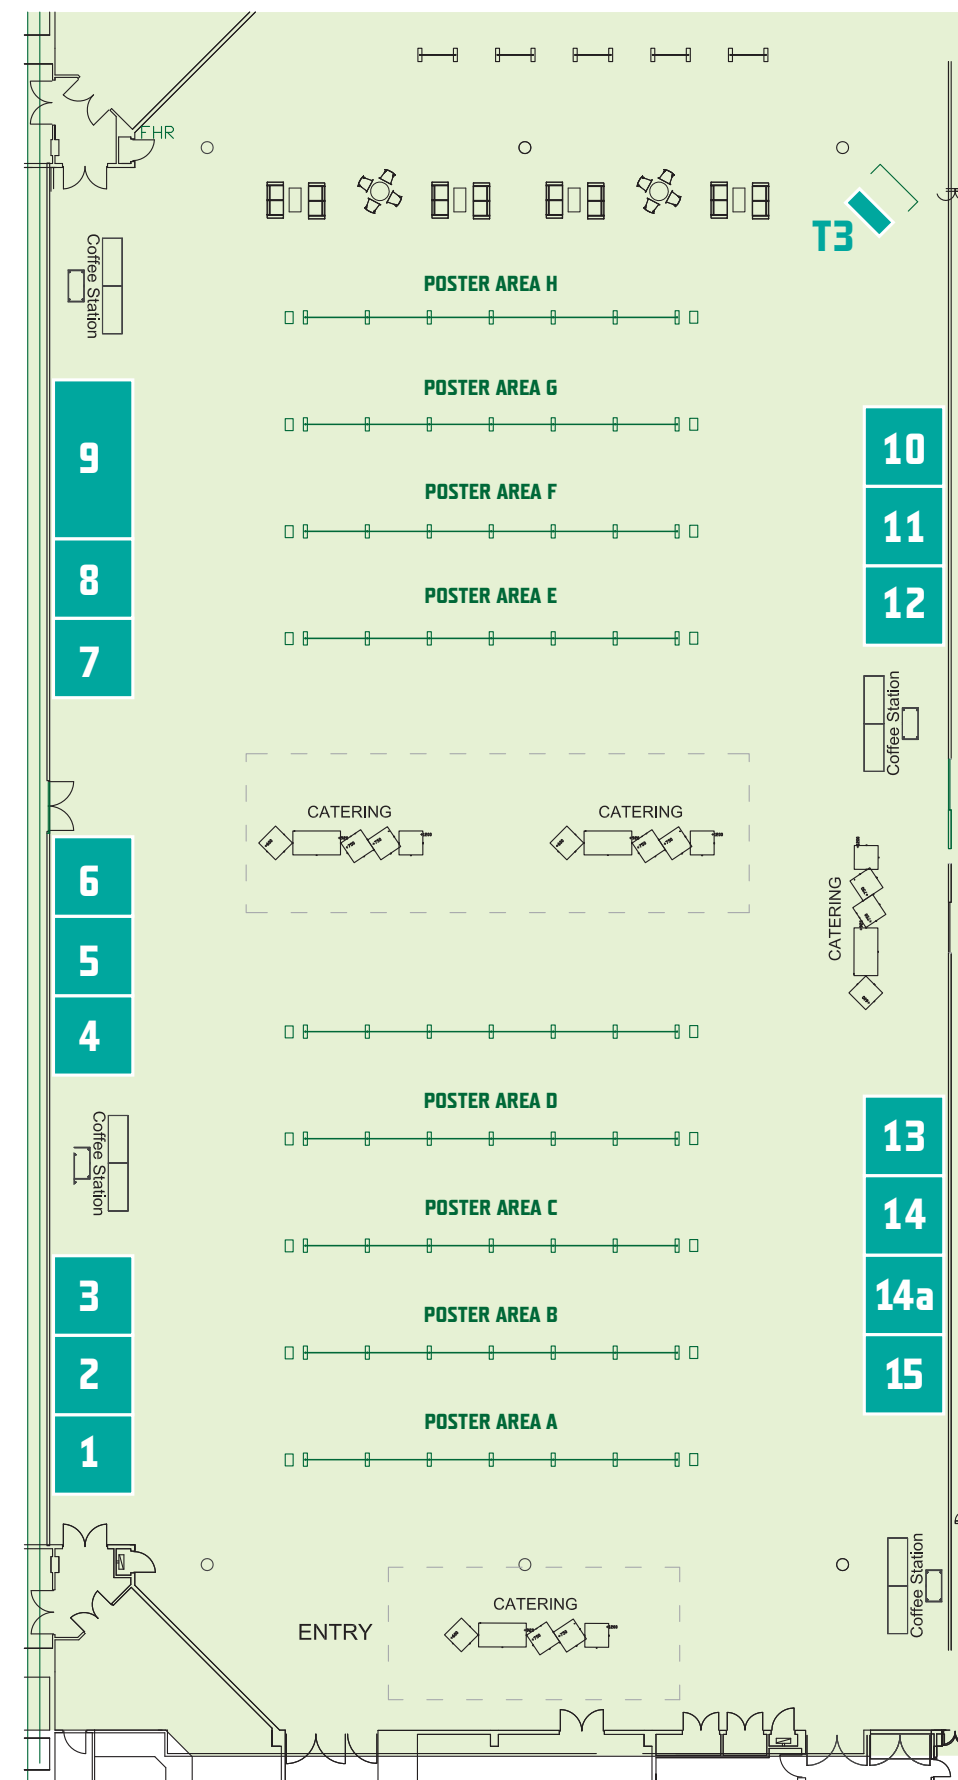 FHR
T3
Coffee Station
POSTER AREA H
POSTER AREA G
9
10
POSTER AREA F
11
8
POSTER AREA E
12
7
Coffee Station
CATERING
CATERING
6
CATERING
5
4
POSTER AREA D
13
Coffee Station
POSTER AREA C
14
3
14a
POSTER AREA B
2
15
POSTER AREA A
1
Coffee Station
CATERING
ENTRY